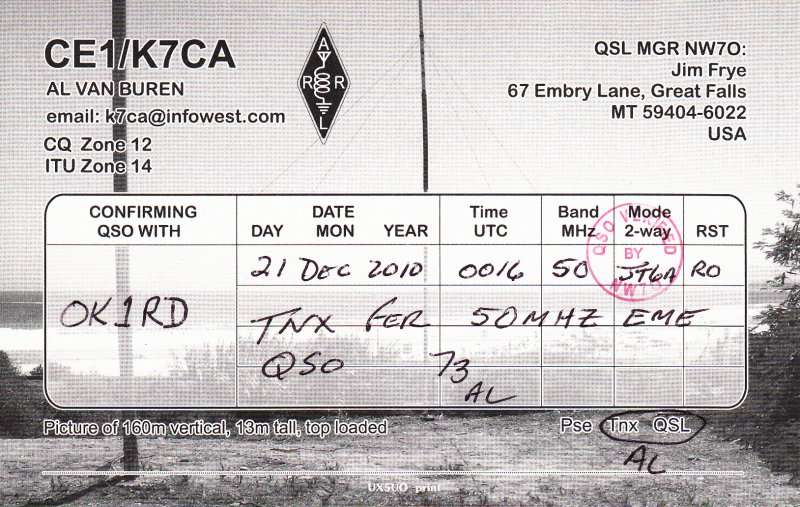 CE1/K7CA
AL VAN BUREN
email: k7ca@infowest.com
CQ Zone 12
ITU Zone 14
A
R R
L
QSL MGR NW7O:
Jim Frye
67 Embry Lane, Great Falls
MT 59404-6022
USA
CONFIRMING QSO WITH
DATE
DAY MON YEAR
Time UTC
Band MHz
Mode 2-way
RST
QSO VERIFIED BY NW7O
21 DEC 2010 0016 50 JT6A RO
OK1RD
TNX FER 50MHZ EME
QSO 73
AL
Picture of 160m vertical, 13m tall, top loaded
Pse Tnx QSL
AL
UX5UO print